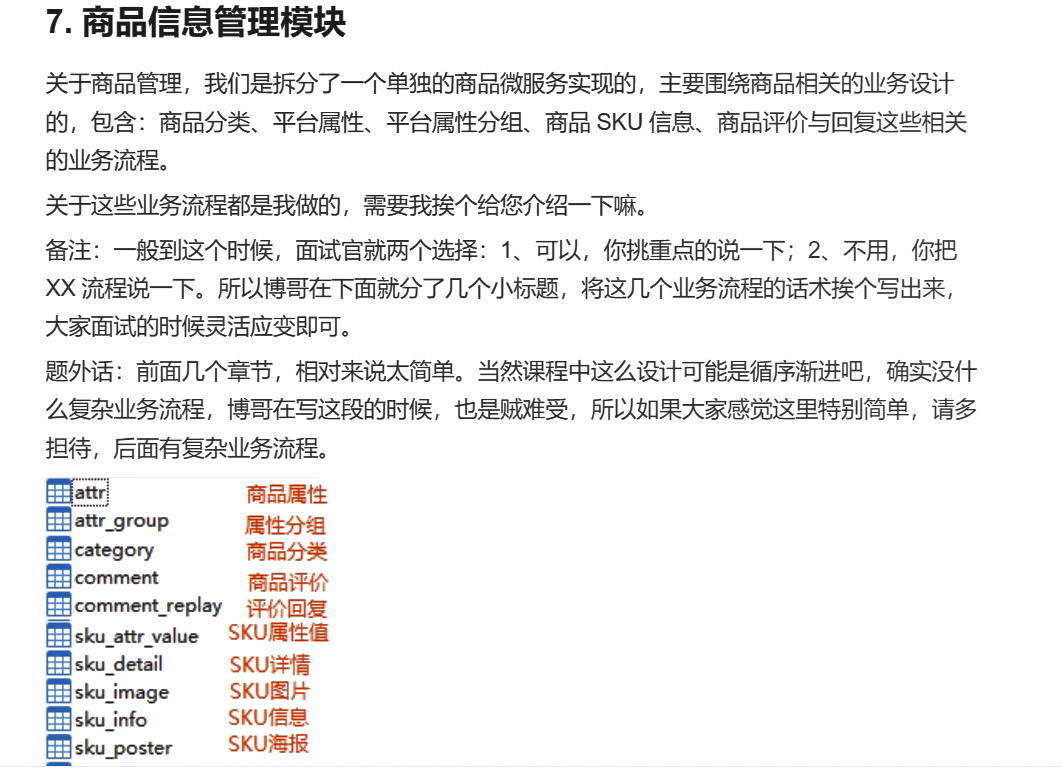 7. 商品信息管理模块
关于商品管理，我们是拆分了一个单独的商品微服务实现的，主要围绕商品相关的业务设计
的，包含：商品分类、平台属性、平台属性分组、商品 SKU 信息、商品评价与回复这些相关
的业务流程。
关于这些业务流程都是我做的，需要我挨个给您介绍一下嘛。
备注：一般到这个时候，面试官就两个选择：1、可以，你挑重点的说一下；2、不用，你把
XX 流程说一下。所以博哥在下面就分了几个小标题，将这几个业务流程的话术挨个写出来，
大家面试的时候灵活应变即可。
题外话：前面几个章节，相对来说太简单。当然课程中这么设计可能是循序渐进吧，确实没什
么复杂业务流程，博哥在写这段的时候，也是贼难受，所以如果大家感觉这里特别简单，请多
担待，后面有复杂业务流程。
attr 商品属性
attr_group 属性分组
category 商品分类
comment 商品评价
comment_replay 评价回复
sku_attr_value SKU属性值
sku_detail SKU详情
sku_image SKU图片
sku_info SKU信息
sku_poster SKU海报